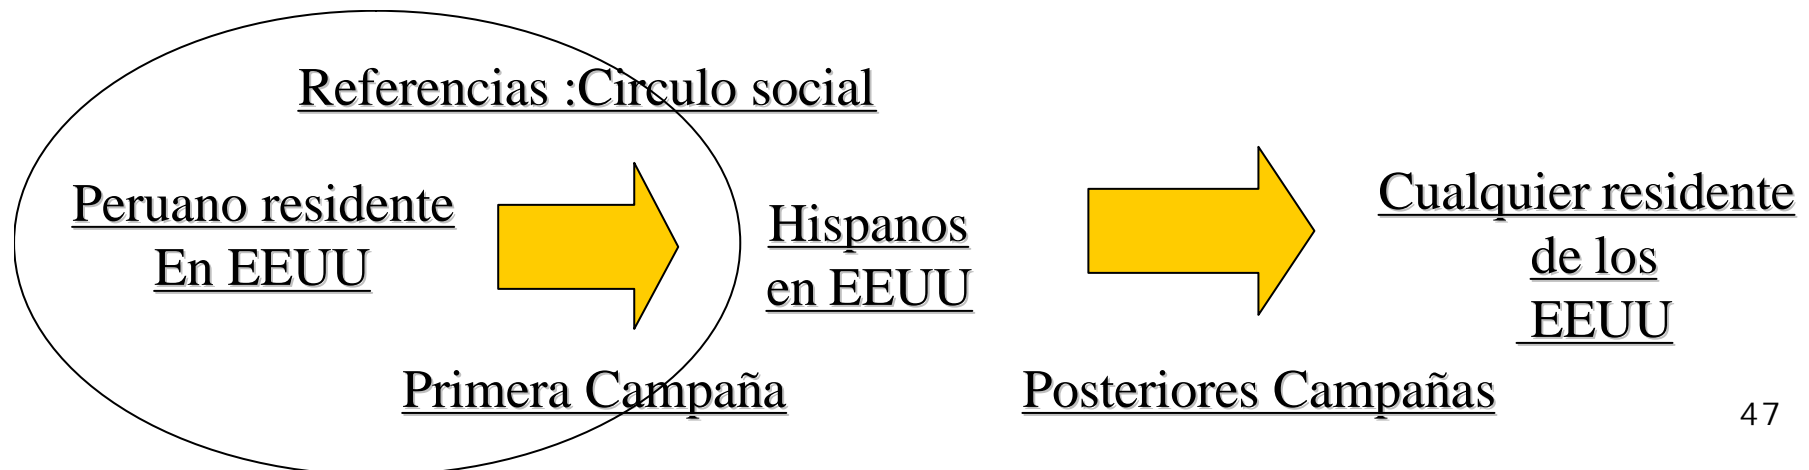 Referencias :Circulo social
Peruano residente
En EEUU
Hispanos
en EEUU
Cualquier residente
de los
EEUU
Primera Campaña
Posteriores Campañas
47